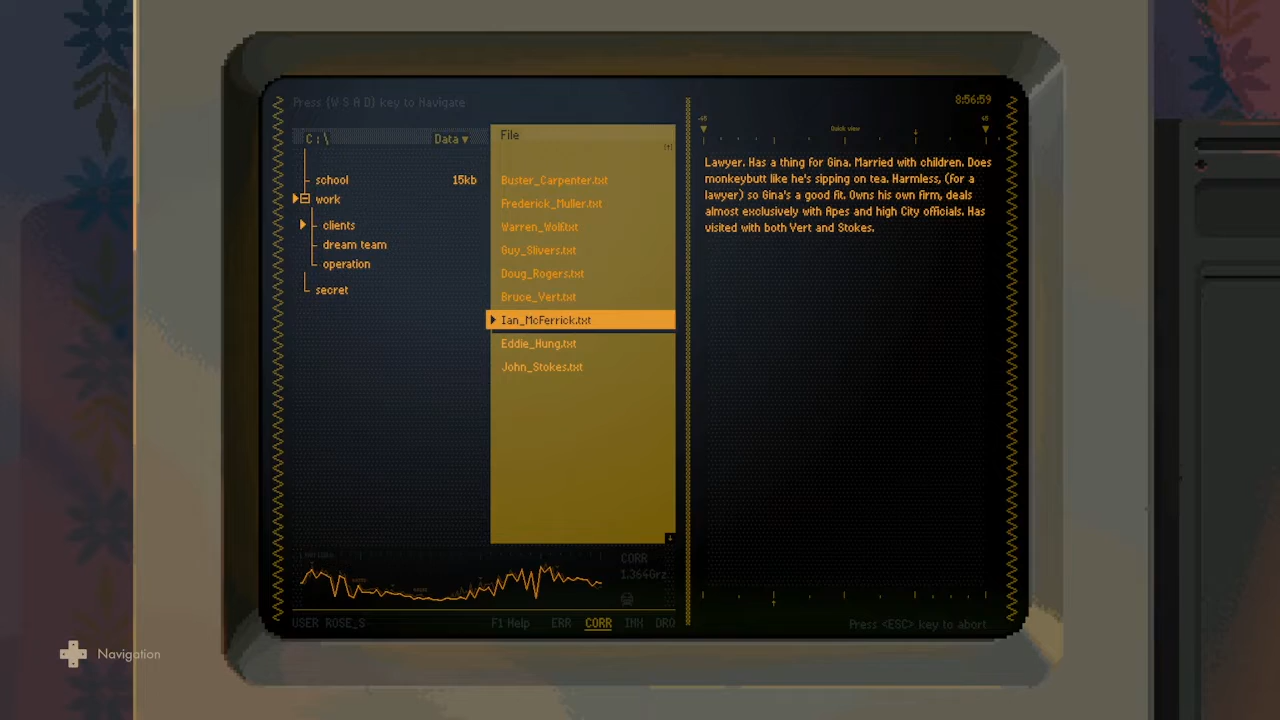 Press (W S A D) key to Navigate
8:56:59
C:\
Data
File
Quick view
school 15kb
work
clients
dream team
operation
secret
Buster_Carpenter.txt
Frederick_Muller.txt
Warren_Wolf.txt
Guy_Slivers.txt
Doug_Rogers.txt
Bruce_Vert.txt
Ian_McFerrick.txt
Eddie_Hung.txt
John_Stokes.txt
Lawyer. Has a thing for Gina. Married with children. Does
monkeybutt like he's sipping on tea. Harmless, (for a
lawyer) so Gina's a good fit. Owns his own firm, deals
almost exclusively with Apes and high City officials. Has
visited with both Vert and Stokes.
CORR
USER ROSE_S
F1 Help ERR CORR INX DRO
Press <ESC> key to abort
Navigation